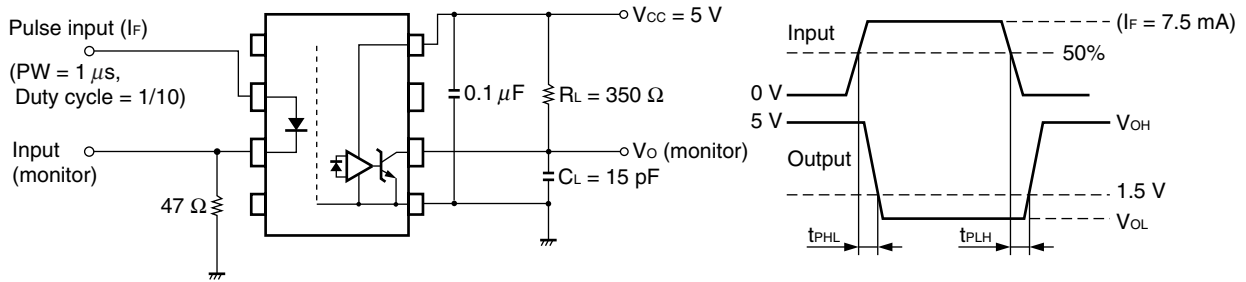 Pulse input (IF)
(PW = 1 μs,
Duty cycle = 1/10)
Input
(monitor)
47 Ω
VCC = 5 V
0.1 μF
RL = 350 Ω
VO (monitor)
CL = 15 pF
Input
(IF = 7.5 mA)
50%
0 V
5 V
VOH
Output
1.5 V
VOL
tPHL
tPLH